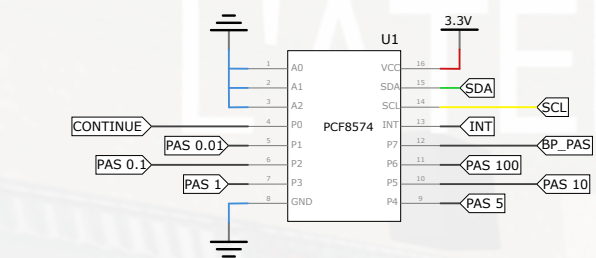 L'ATE
3.3V
U1
1 A0 VCC 16
2 A1 SDA 15 SDA
3 A2 SCL 14 SCL
CONTINUE 4 P0 PCF8574 INT 13 INT
PAS 0.01 5 P1 P7 12 BP_PAS
PAS 0.1 6 P2 P6 11 PAS 100
PAS 1 7 P3 P5 10 PAS 10
8 GND P4 9 PAS 5